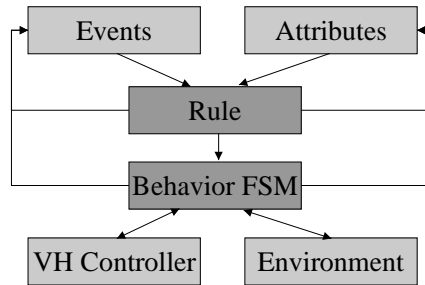 Events
Attributes
Rule
Behavior FSM
VH Controller
Environment